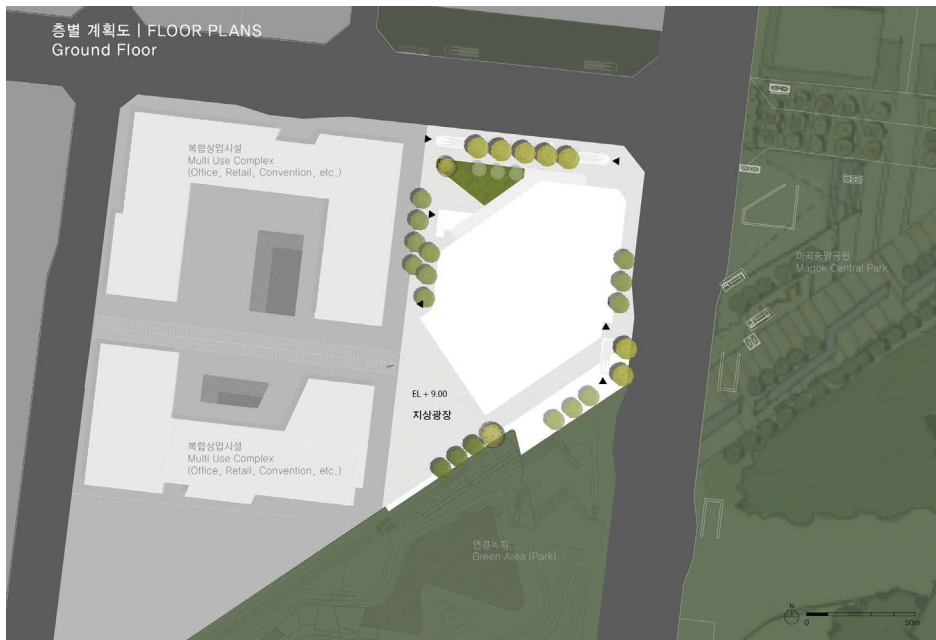 층별 계획도 | FLOOR PLANS
Ground Floor
복합상업시설
Multi Use Complex
(Office, Retail, Convention, etc.)
마곡중앙공원
Magok Central Park
EL + 9.00
지상광장
복합상업시설
Multi Use Complex
(Office, Retail, Convention, etc.)
연결녹지
Green Area (Park)
N
0
50m